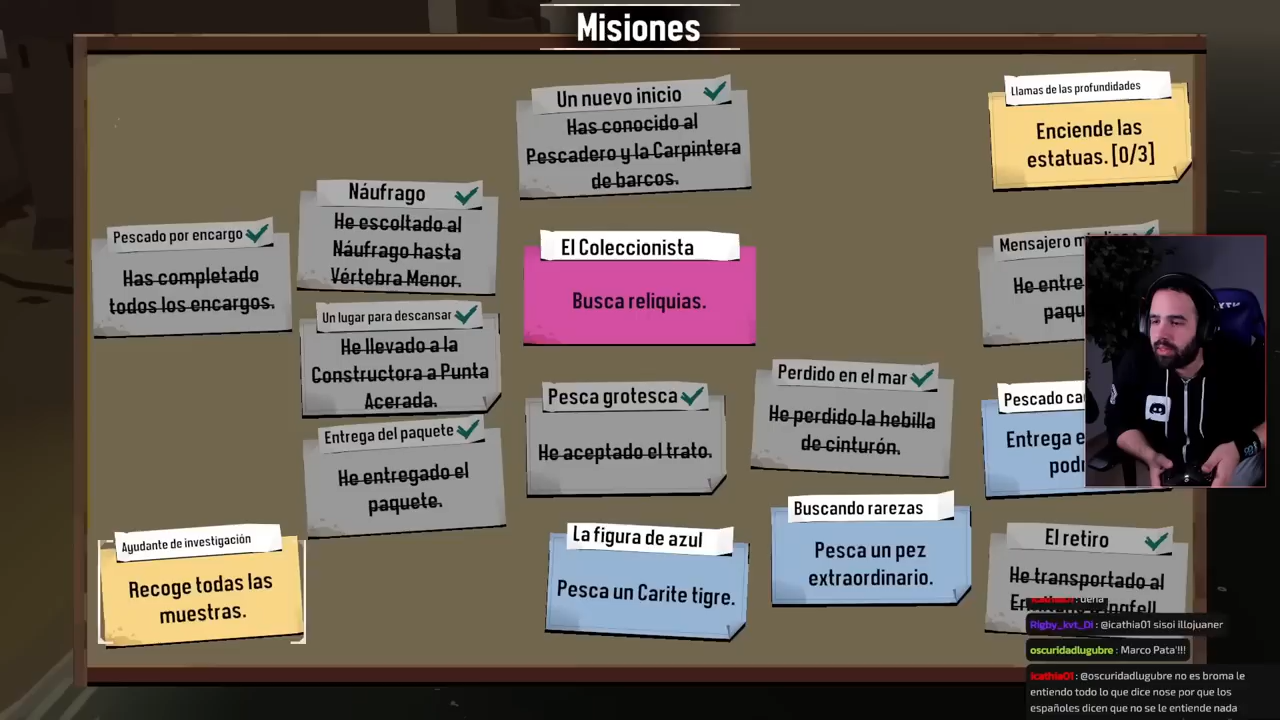 Misiones
Un nuevo inicio
Has conocido al
Pescadero y la Carpintera
de barcos.
Llamas de las profundidades
Enciende las
estatuas. [0/3]
Náufrago
He escoltado al
Náufrago hasta
Vértebra Menor.
Pescado por encargo
Has completado
todos los encargos.
El Coleccionista
Busca reliquias.
Mensajero
He entre
paqu
Un lugar para descansar
He llevado a la
Constructora a Punta
Acerada.
Pesca grotesca
He aceptado el trato.
Perdido en el mar
He perdido la hebilla
de cinturón.
Pescado ca
Entrega e
podr
Entrega del paquete
He entregado el
paquete.
Ayudante de investigación
Recoge todas las
muestras.
La figura de azul
Pesca un Carite tigre.
Buscando rarezas
Pesca un pez
extraordinario.
El retiro
He transportado al
Rigby_kvt_Di : @icathia01 sisoi illojuaner
oscuridadlugubre : Marco Pata'!!!
icathia01 : @oscuridadlugubre no es broma le
entiendo todo lo que dice nose por que los
españoles dicen que no se le entiende nada